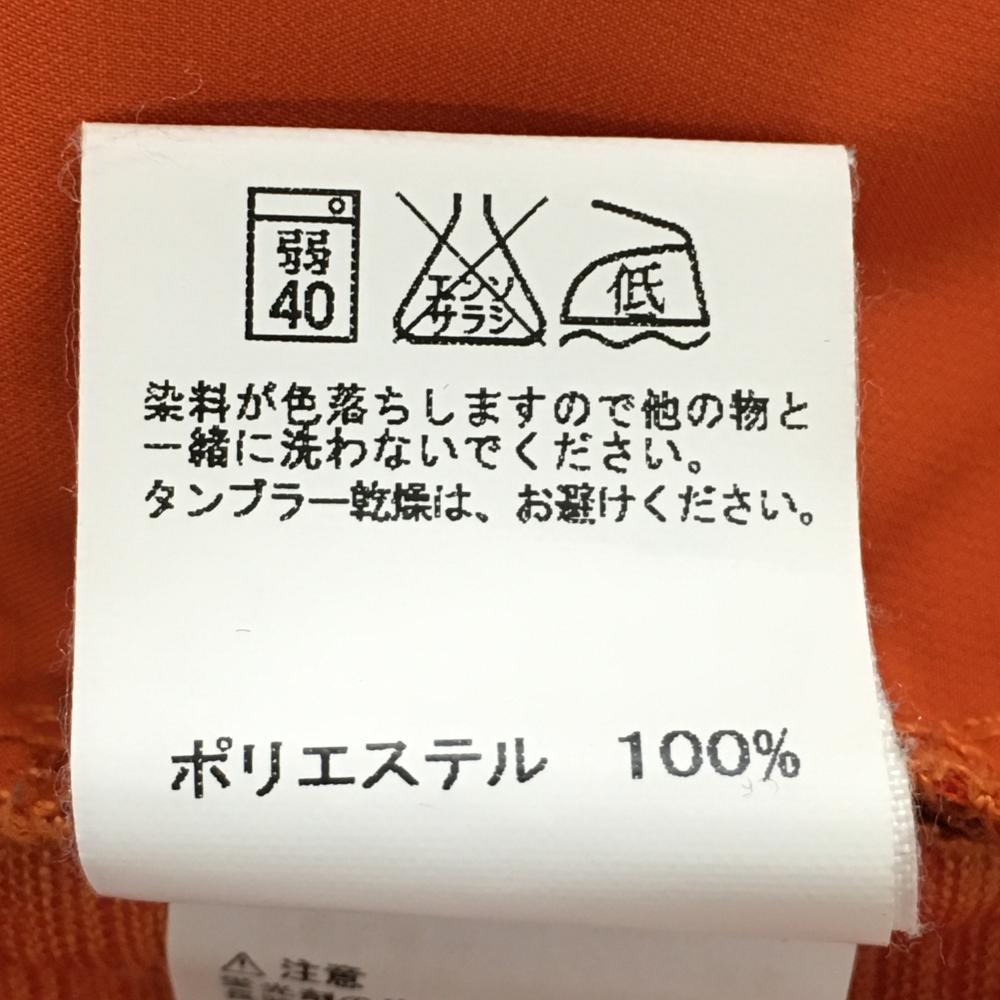 弱
40
エンソ
サラシ
低
染料が色落ちしますので他の物と
一緒に洗わないでください。
タンブラー乾燥は、お避けください。
ポリエステル 100%
注意